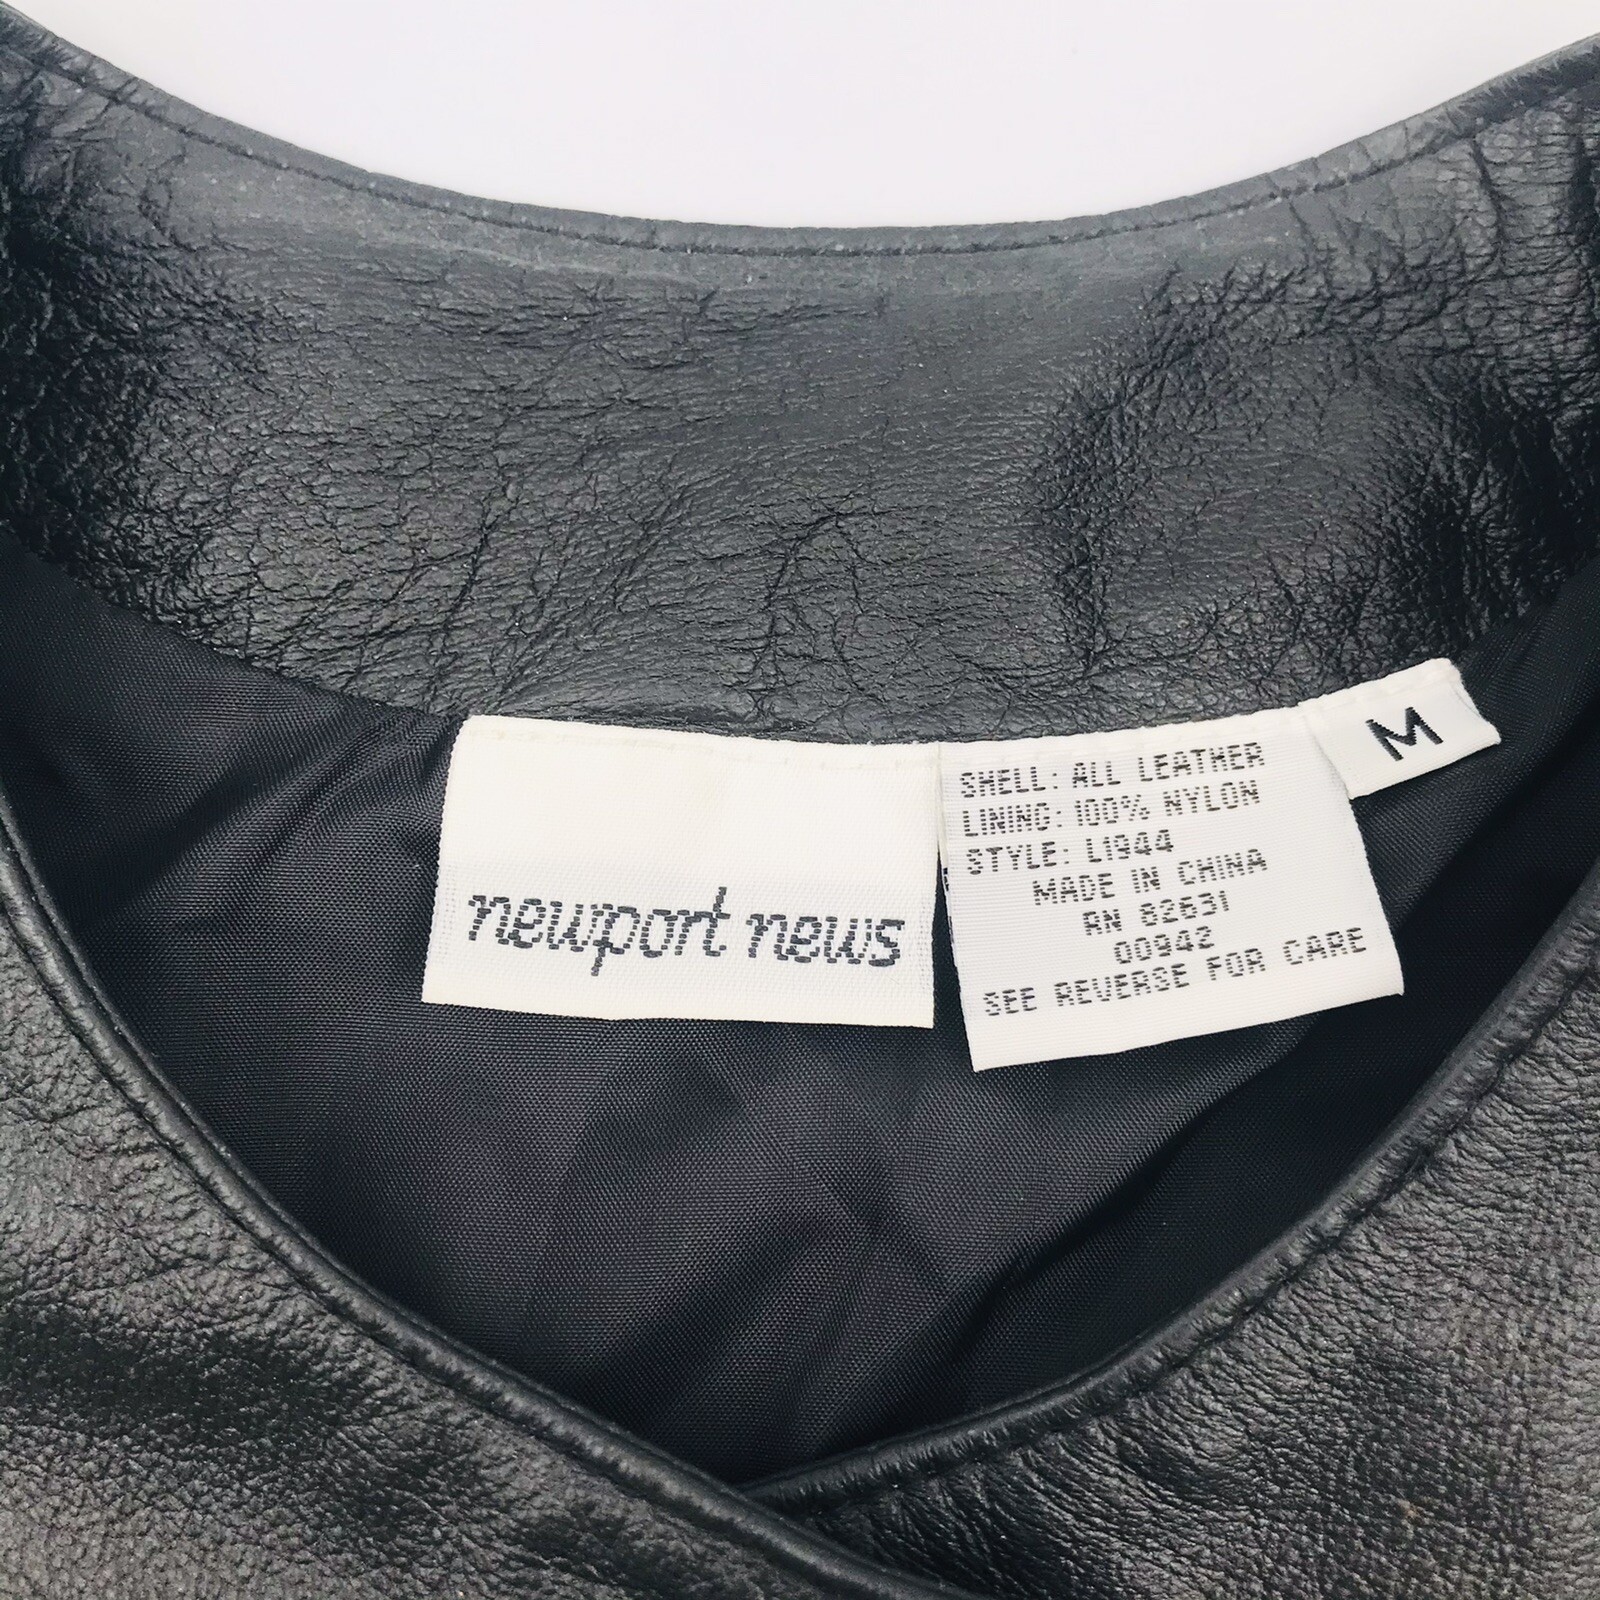 newport news
SHELL: ALL LEATHER
LINING: 100% NYLON
STYLE: L1944
MADE IN CHINA
RN 82631
00942
SEE REVERSE FOR CARE
M